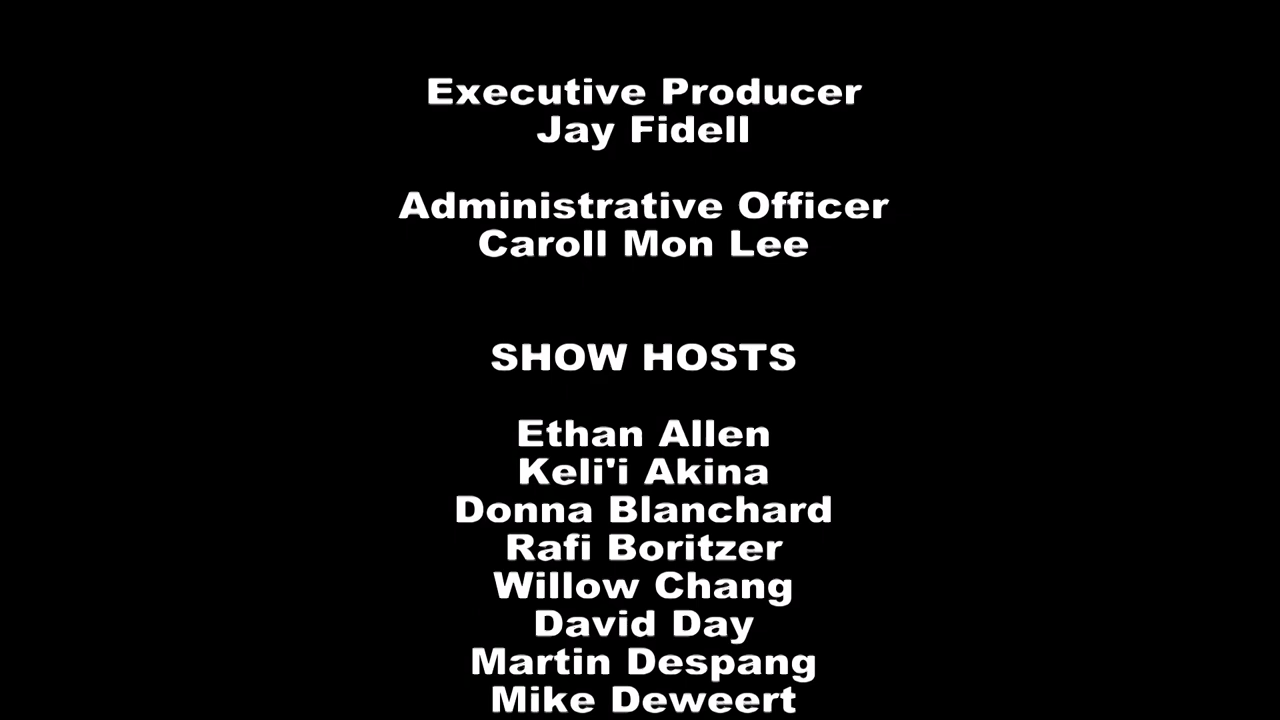 Executive Producer
Jay Fidell
Administrative Officer
Caroll Mon Lee
SHOW HOSTS
Ethan Allen
Keli'i Akina
Donna Blanchard
Rafi Boritzer
Willow Chang
David Day
Martin Despang
Mike Deweert